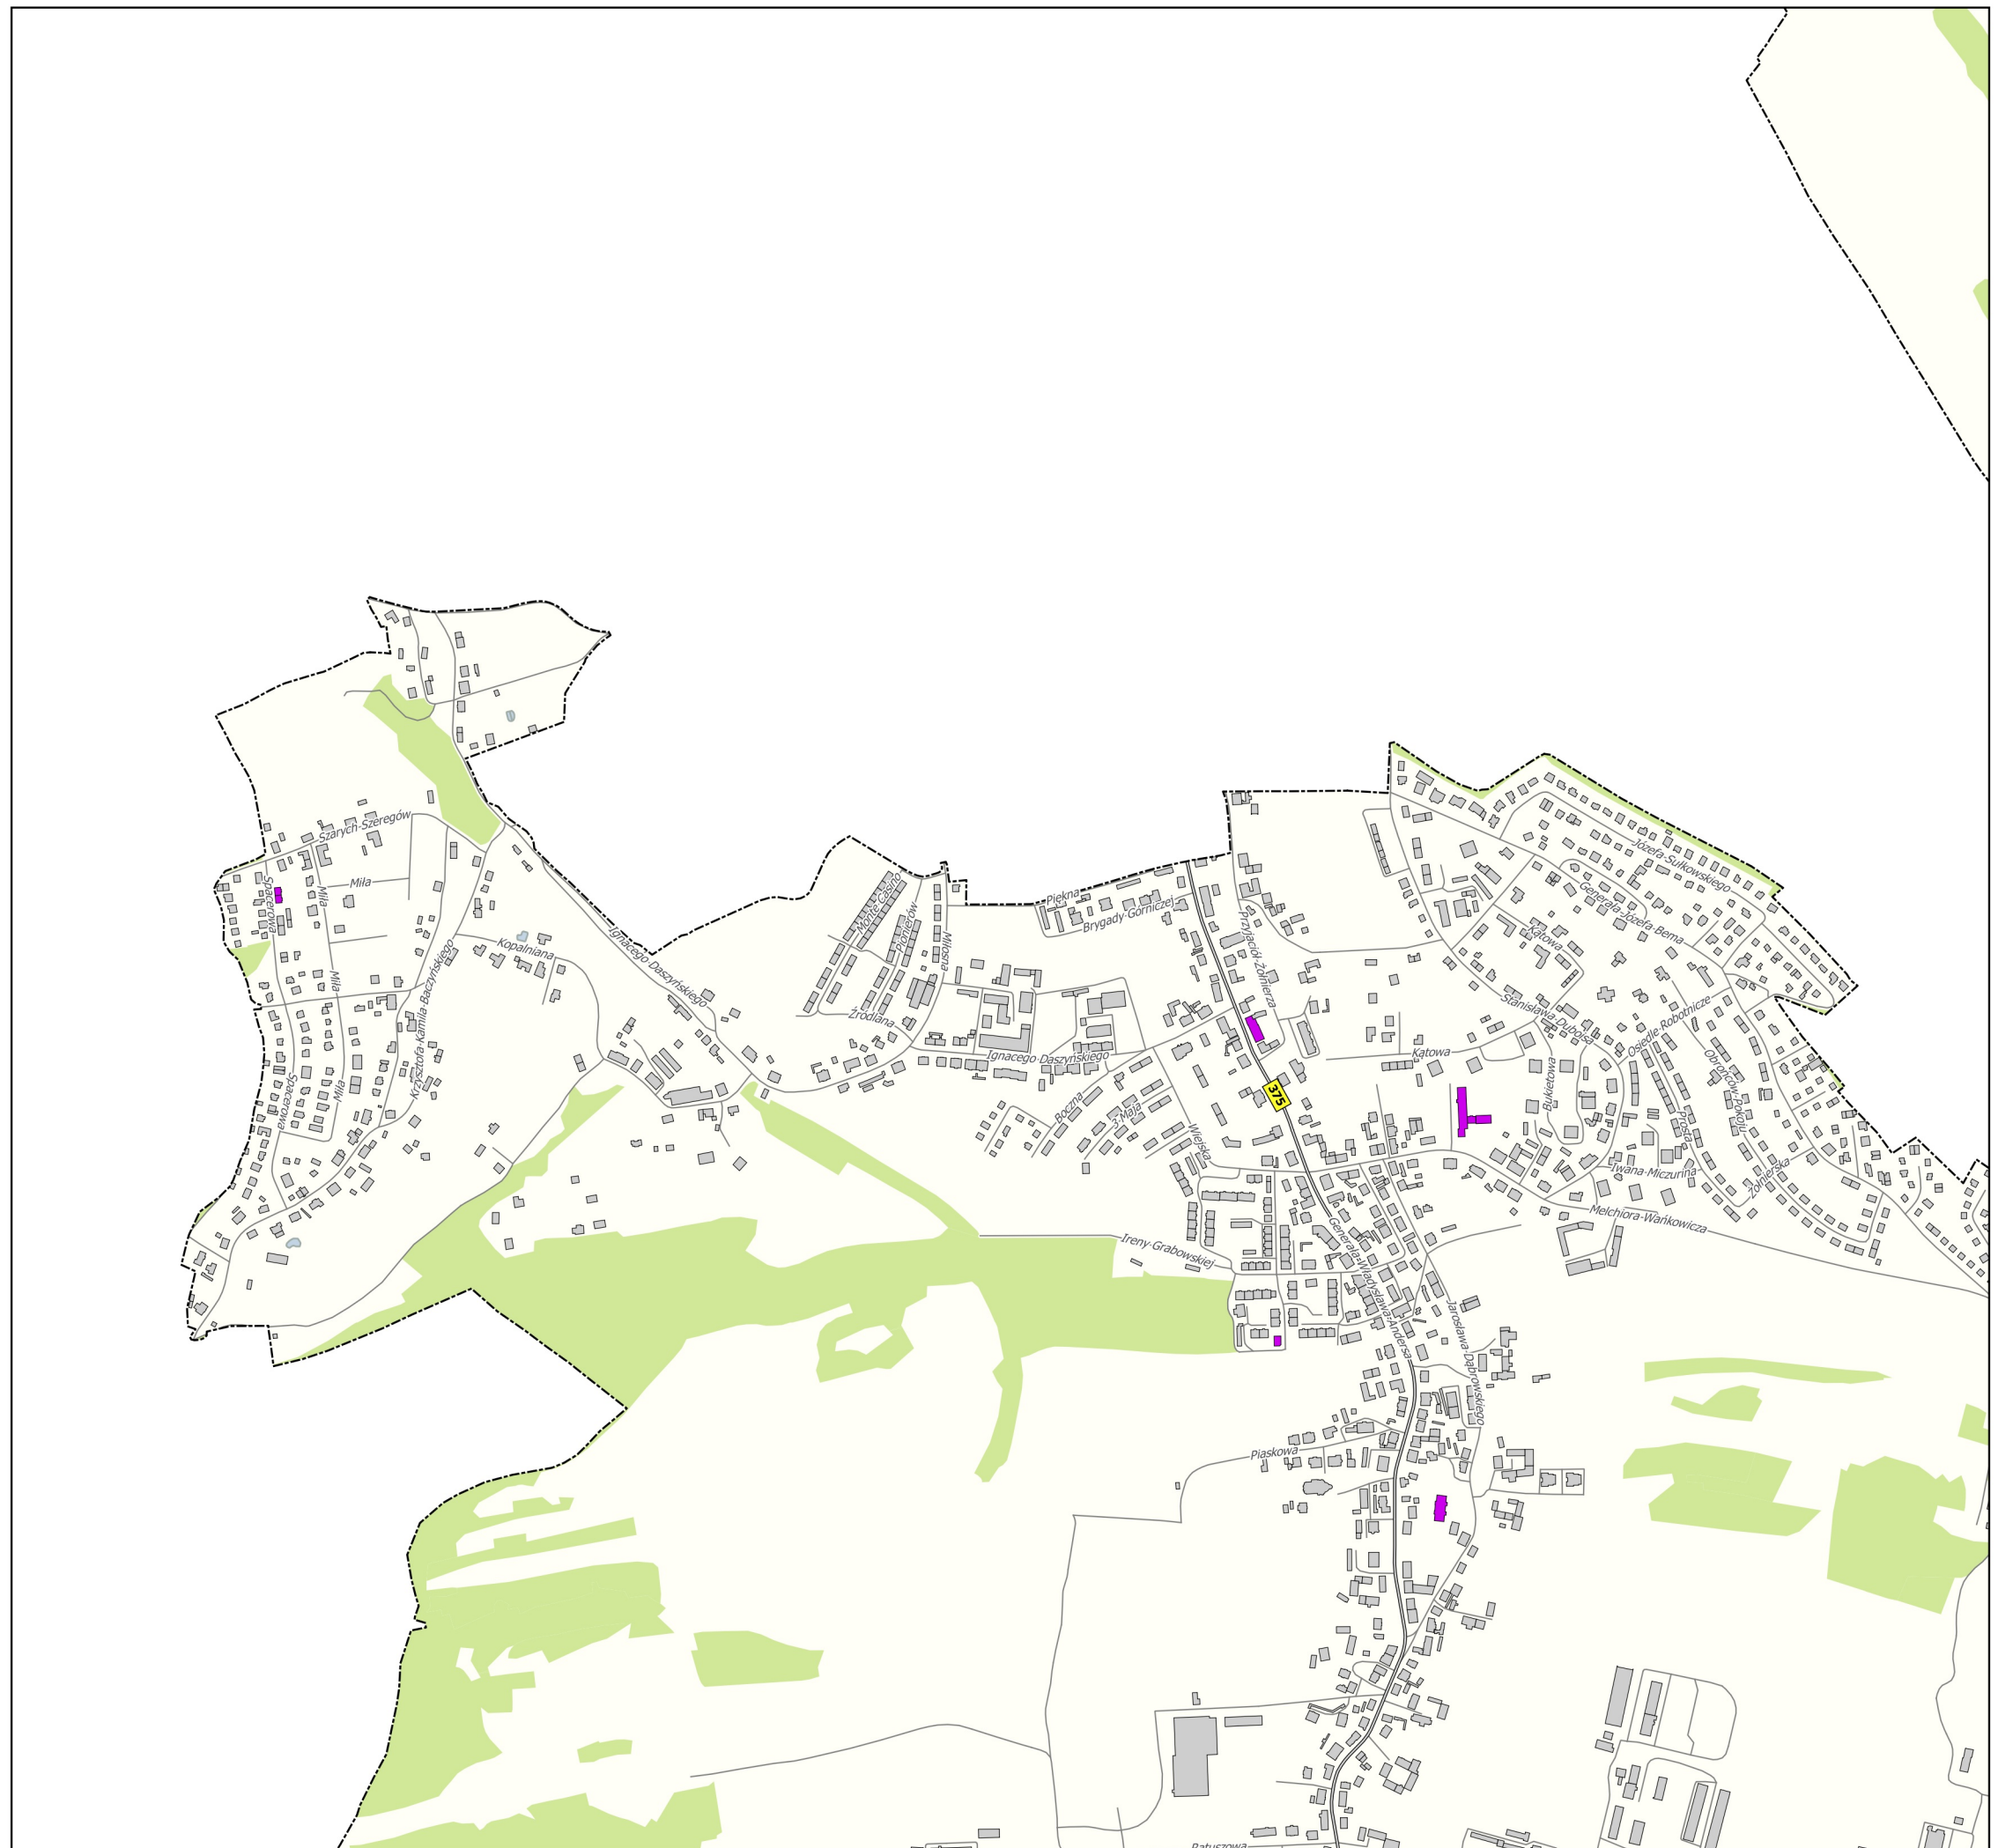 Józefa-Sułkowskiego
Szarych-Szeregów
Miła
Spacerowa
Miła
Monte Casino
Pionierów
Piękna
Brygady-Górniczej
Generała-Józefa-Bema
Przyjaciół-Żołnierza
Kątowa
Miłosna
Kopalniana
Ignacego-Daszyńskiego
Miła
Krzysztofa-Kamila-Baczyńskiego
Źródlana
Stanisława-Dubois
Osiedle-Robotnicze
Ignacego-Daszyńskiego
Kątowa
375
Bukietowa
Obrońców-Pokoju
Spacerowa
Miła
Boczna
3-Maja
Prosta
Wiejska
Iwana-Miczurina
Żołnierska
Melchiora-Wańkowicza
Ireny-Grabowskiej
Generała-Władysława-Andersa
Jarosława-Dąbrowskiego
Piaskowa
Ratuszowa